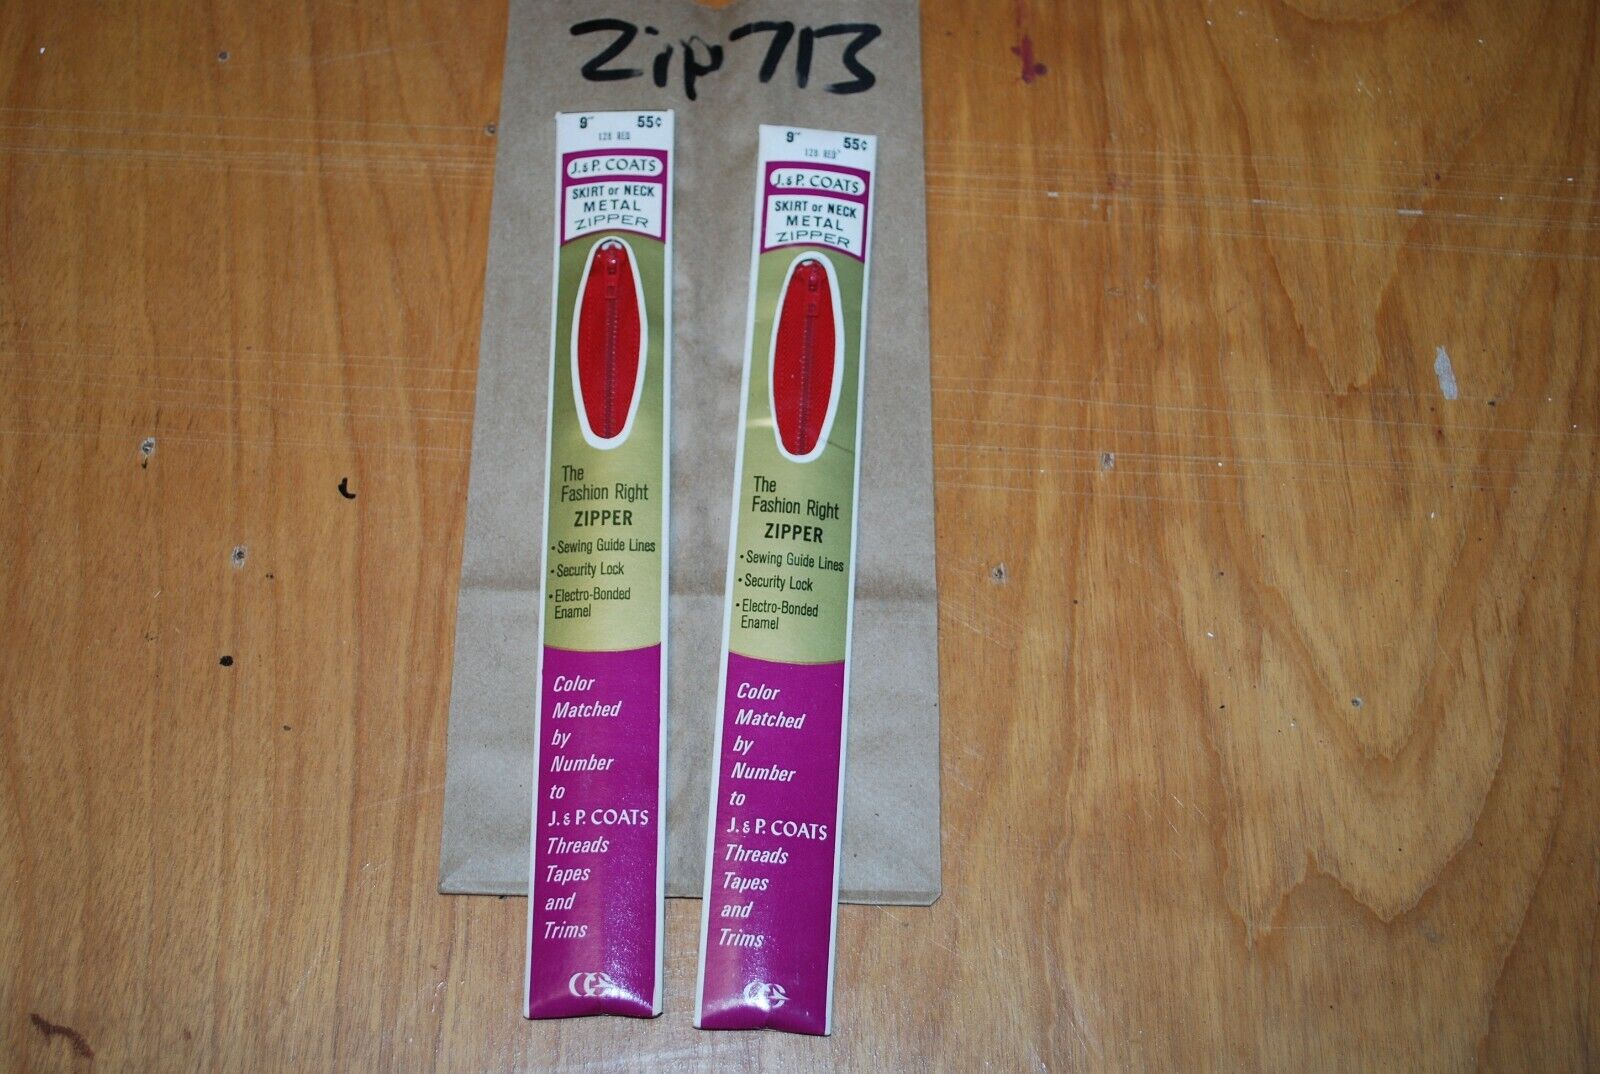 Zip 713
9" 55¢
128 RED
J. & P. COATS
SKIRT or NECK
METAL
ZIPPER
The
Fashion Right
ZIPPER
• Sewing Guide Lines
• Security Lock
• Electro-Bonded
Enamel
Color
Matched
by
Number
to
J. & P. COATS
Threads
Tapes
and
Trims
9" 55¢
128 RED
J. & P. COATS
SKIRT or NECK
METAL
ZIPPER
The
Fashion Right
ZIPPER
• Sewing Guide Lines
• Security Lock
• Electro-Bonded
Enamel
Color
Matched
by
Number
to
J. & P. COATS
Threads
Tapes
and
Trims